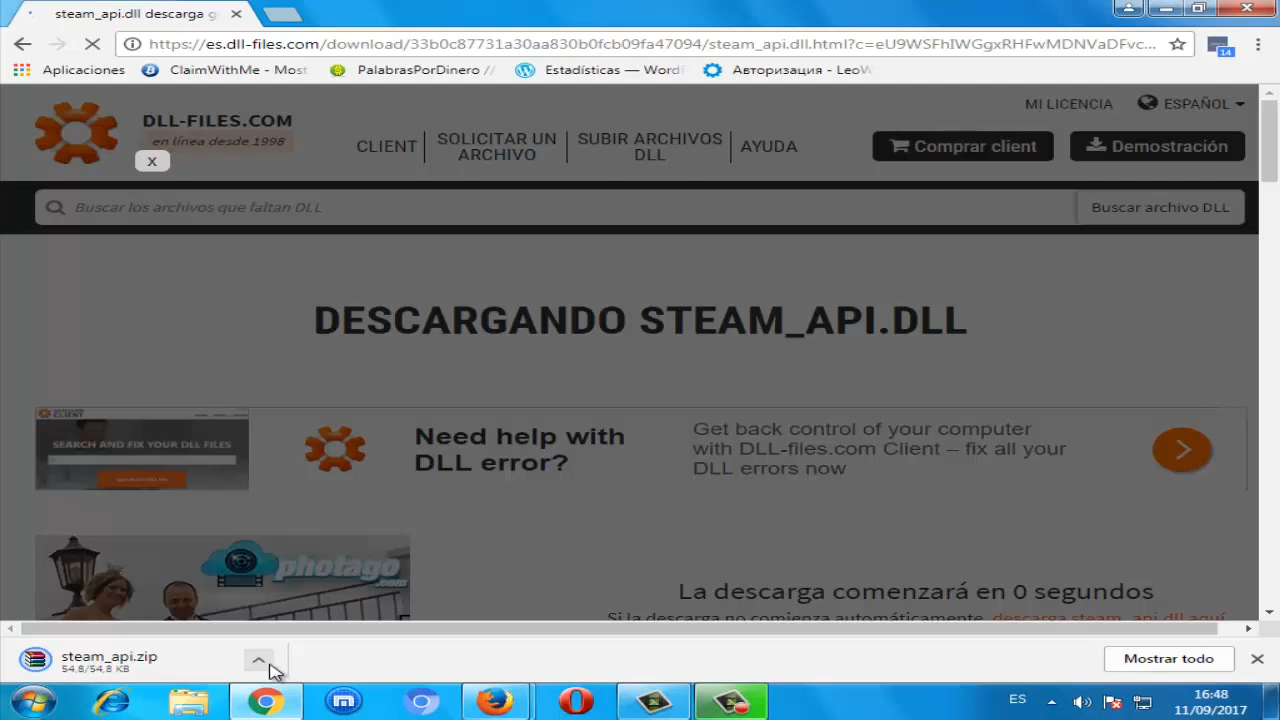 steam_api.dll descarga g
https://es.dll-files.com/download/33b0c87731a30aa830b0fcb09fa47094/steam_api.dll.html?c=eU9WSFhIWGgxRHFwMDNVaDFvc...
14
Aplicaciones
ClaimWithMe - Most
PalabrasPorDinero //
Estadísticas — Word
Авторизация - LeoW
DLL-FILES.COM
en línea desde 1998
x
CLIENT
SOLICITAR UN
ARCHIVO
SUBIR ARCHIVOS
DLL
AYUDA
MI LICENCIA
ESPAÑOL
Comprar client
Demostración
Buscar los archivos que faltan DLL
Buscar archivo DLL
DESCARGANDO STEAM_API.DLL
CLIENT
SEARCH AND FIX YOUR DLL FILES
Need help with
DLL error?
Get back control of your computer
with DLL-files.com Client – fix all your
DLL errors now
photago
.com
La descarga comenzará en 0 segundos
Si la descarga no comienza automáticamente, descarga steam_api.dll aquí
steam_api.zip
54,8/54,8 KB
Mostrar todo
ES
16:48
11/09/2017